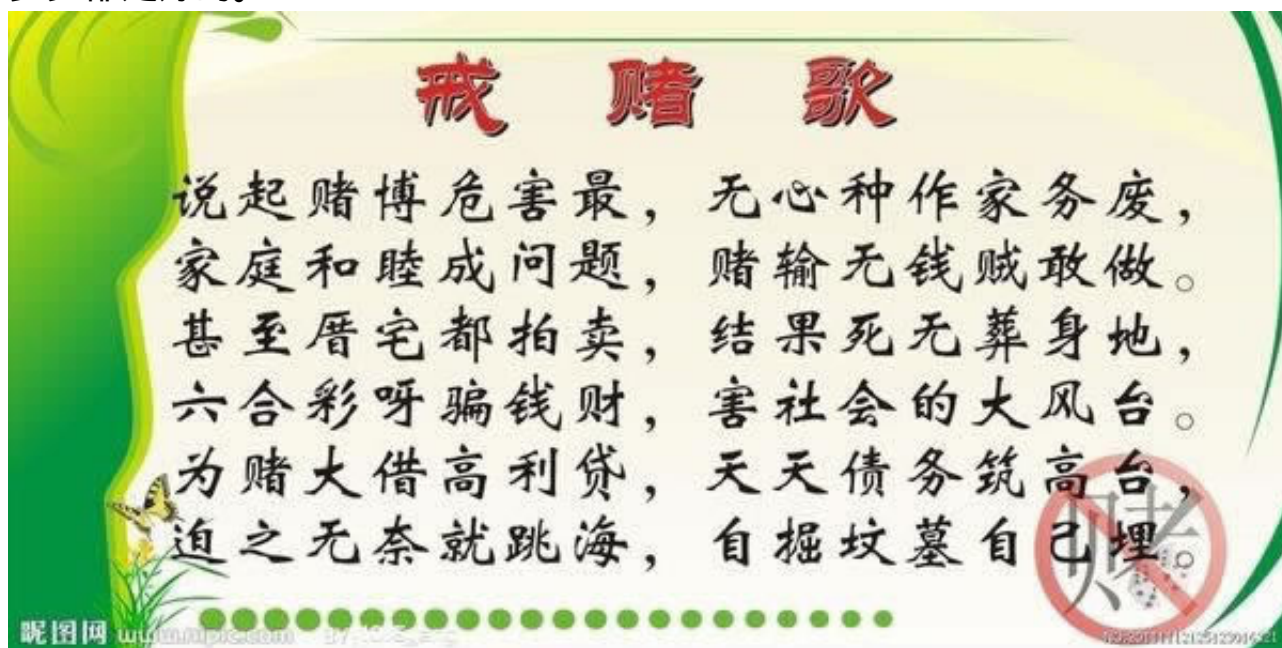 戒赌歌
说起赌博危害最，无心种作家务废，
家庭和睦成问题，赌输无钱贼敢做。
甚至厝宅都拍卖，结果死无葬身地，
六合彩呀骗钱财，害社会的大风台。
为赌大借高利贷，天天债务筑高台，
迫之无奈就跳海，自掘坟墓自己埋。
赌
昵图网 www.nipic.com